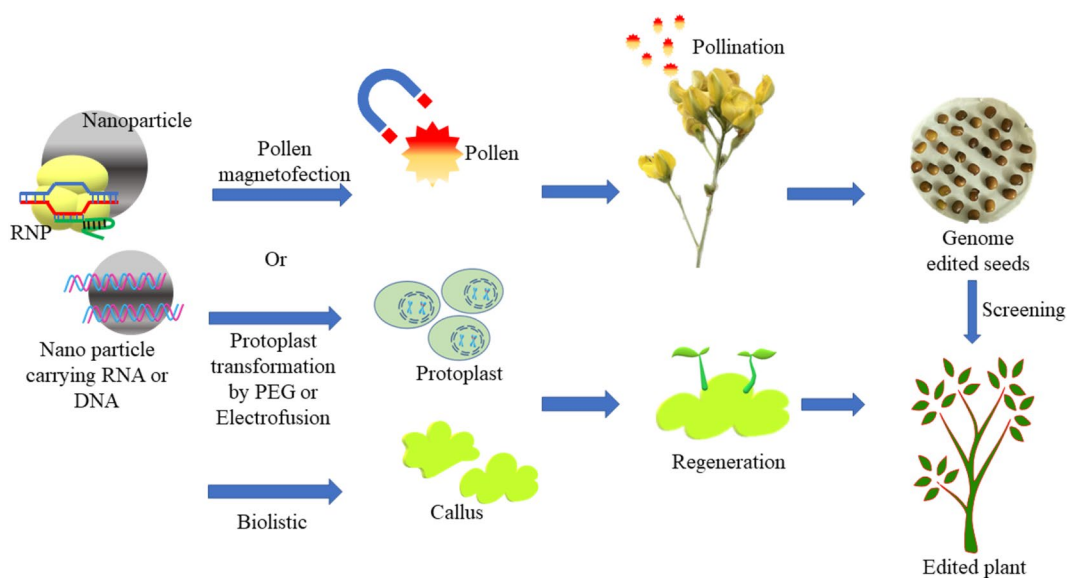 Nanoparticle
RNP
Pollen
magnetofection
Pollen
Pollination
Genome
edited seeds
Or
Screening
Nano particle
carrying RNA or
DNA
Protoplast
transformation
by PEG or
Electrofusion
Protoplast
Regeneration
Biolistic
Callus
Edited plant